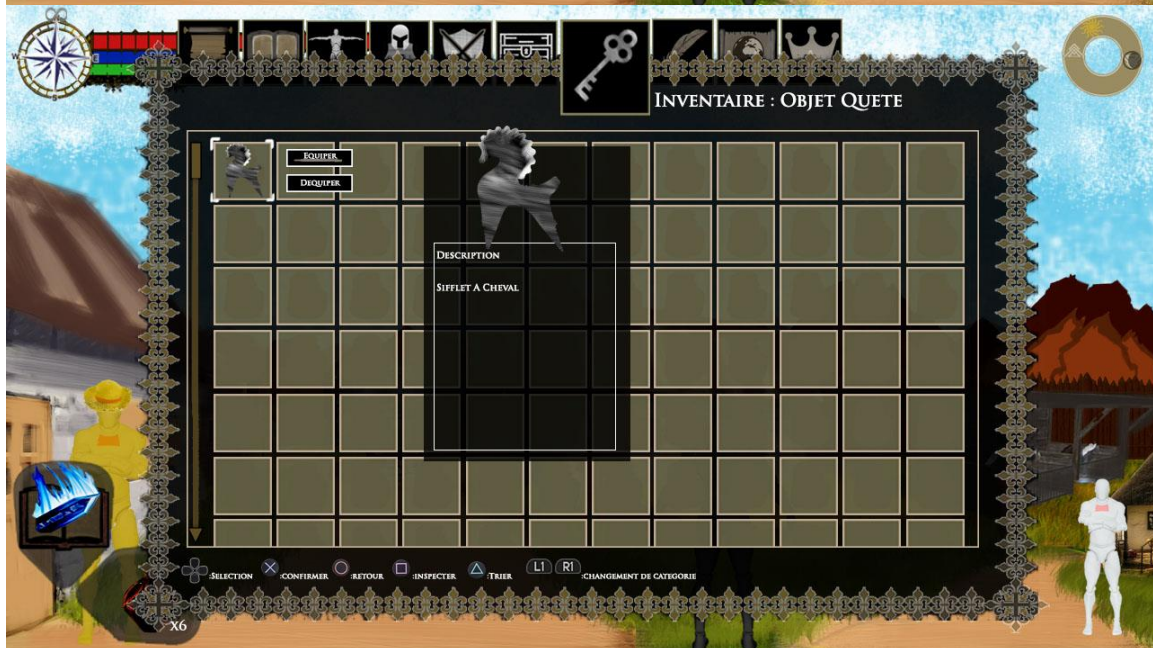 W
Inventaire : Objet Quete
Equiper
Dequiper
Description
Sifflet A Cheval
:Selection :confirmer :retour :inspecter :Trier L1 R1 :changement de categorie
x6